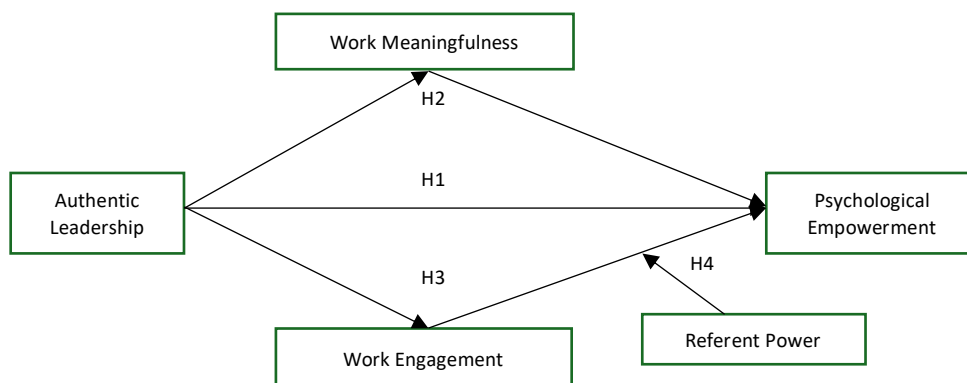 Work Meaningfulness
H2
H1
Authentic
Leadership
Psychological
Empowerment
H3
H4
Work Engagement
Referent Power